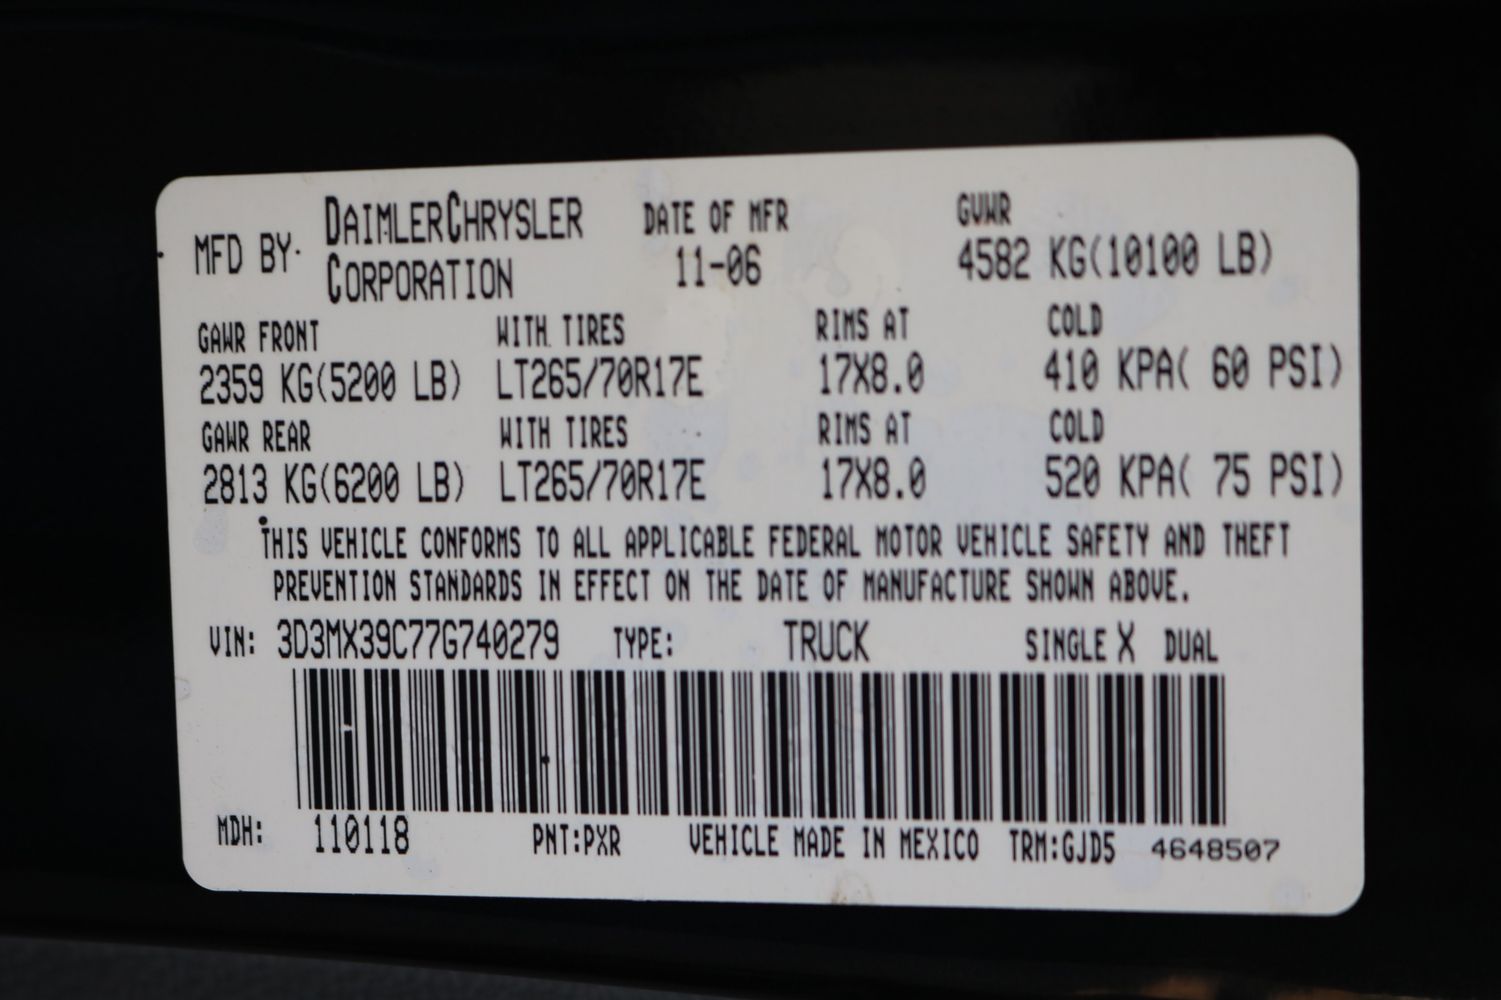 MFD BY: DAIMLERCHRYSLER CORPORATION DATE OF MFR 11-06 GVWR 4582 KG(10100 LB)
GAWR FRONT WITH TIRES RIMS AT COLD
2359 KG(5200 LB) LT265/70R17E 17X8.0 410 KPA( 60 PSI)
GAWR REAR WITH TIRES RIMS AT COLD
2813 KG(6200 LB) LT265/70R17E 17X8.0 520 KPA( 75 PSI)
THIS VEHICLE CONFORMS TO ALL APPLICABLE FEDERAL MOTOR VEHICLE SAFETY AND THEFT
PREVENTION STANDARDS IN EFFECT ON THE DATE OF MANUFACTURE SHOWN ABOVE.
VIN: 3D3MX39C77G740279 TYPE: TRUCK SINGLE X DUAL
MDH: 110118 PNT:PXR VEHICLE MADE IN MEXICO TRM:GJD5 4648507